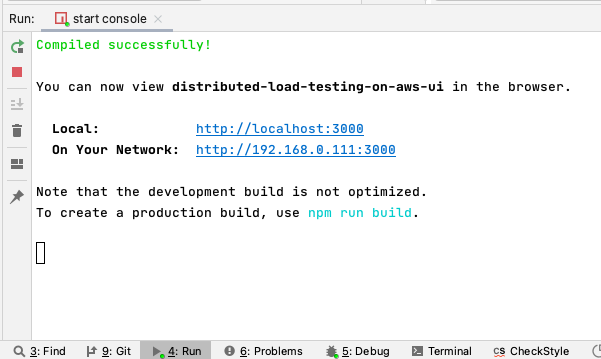 Run: start console
Compiled successfully!
You can now view distributed-load-testing-on-aws-ui in the browser.
Local: http://localhost:3000
On Your Network: http://192.168.0.111:3000
Note that the development build is not optimized.
To create a production build, use npm run build.
3: Find 9: Git 4: Run 6: Problems 5: Debug Terminal CS CheckStyle